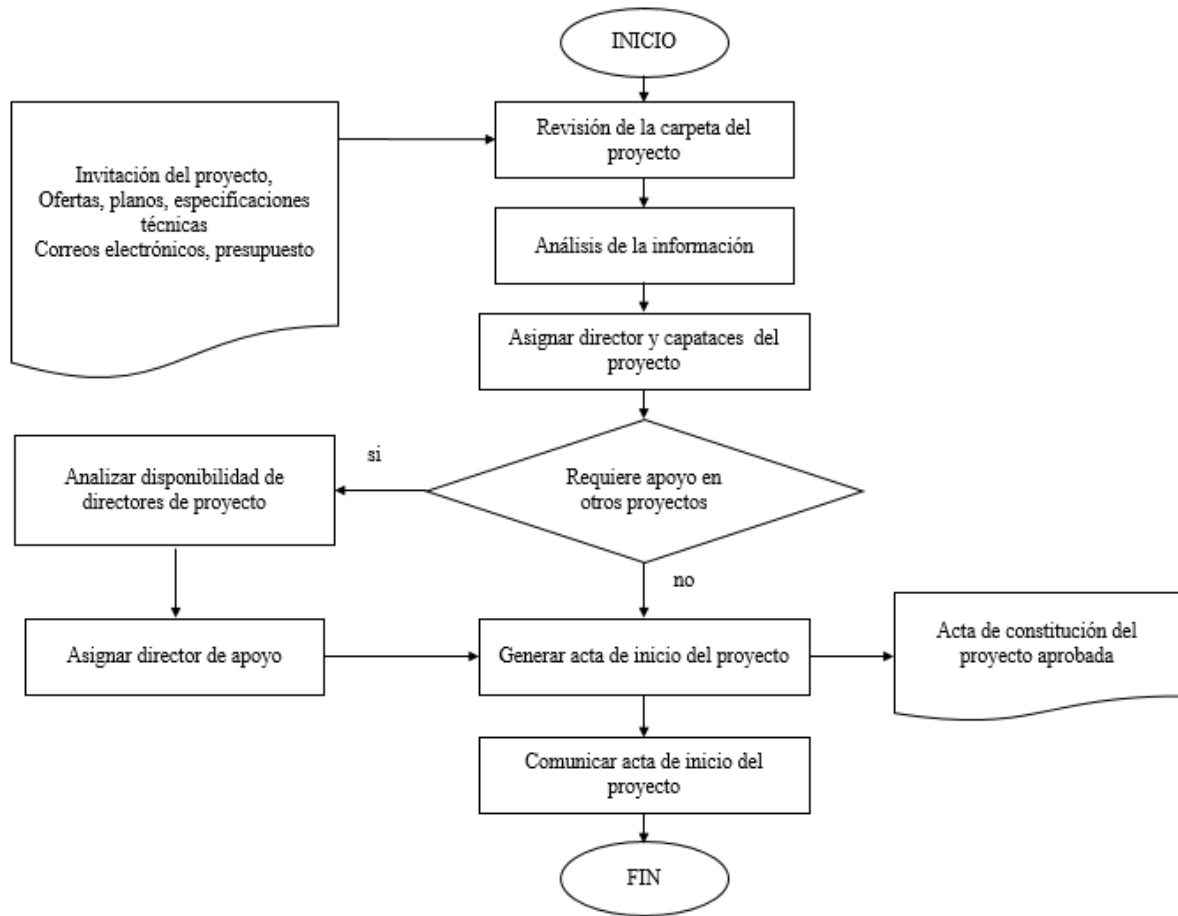 INICIO
Revisión de la carpeta del
proyecto
Invitación del proyecto,
Ofertas, planos, especificaciones
técnicas
Correos electrónicos, presupuesto
Análisis de la información
Asignar director y capataces del
proyecto
Requiere apoyo en
otros proyectos
si
Analizar disponibilidad de
directores de proyecto
no
Asignar director de apoyo
Generar acta de inicio del proyecto
Acta de constitución del
proyecto aprobada
Comunicar acta de inicio del
proyecto
FIN